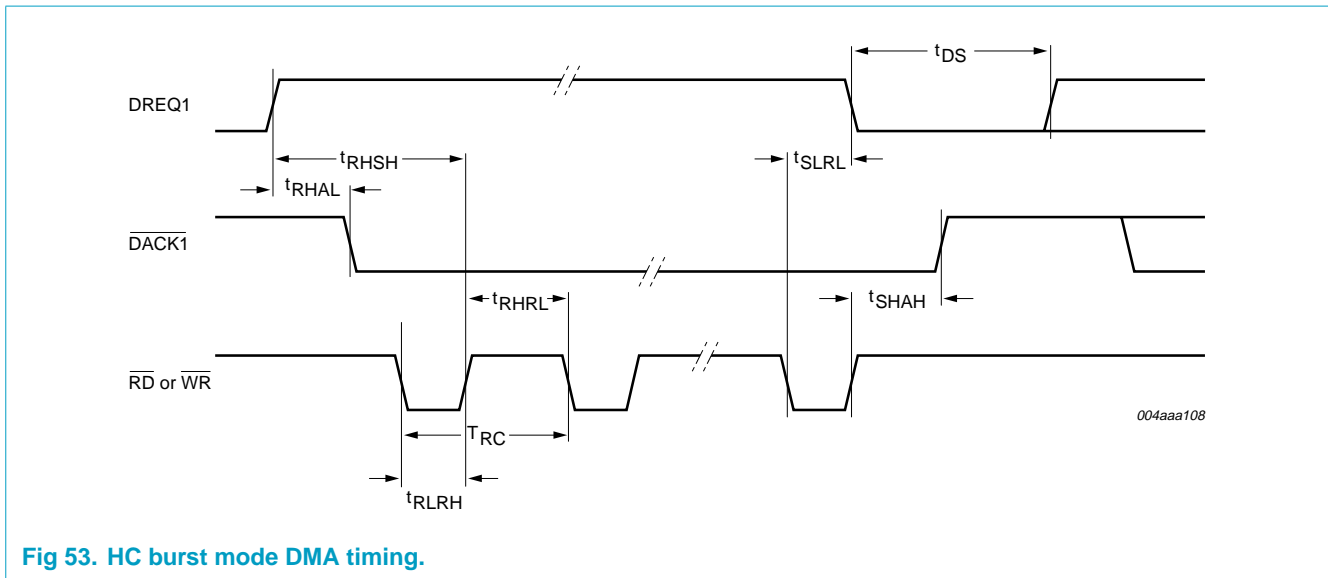 tDS
DREQ1
tRHSH
tSLRL
tRHAL
DACK1
tRHRL
tSHAH
RD or WR
004aaa108
TRC
tRLRH
Fig 53. HC burst mode DMA timing.